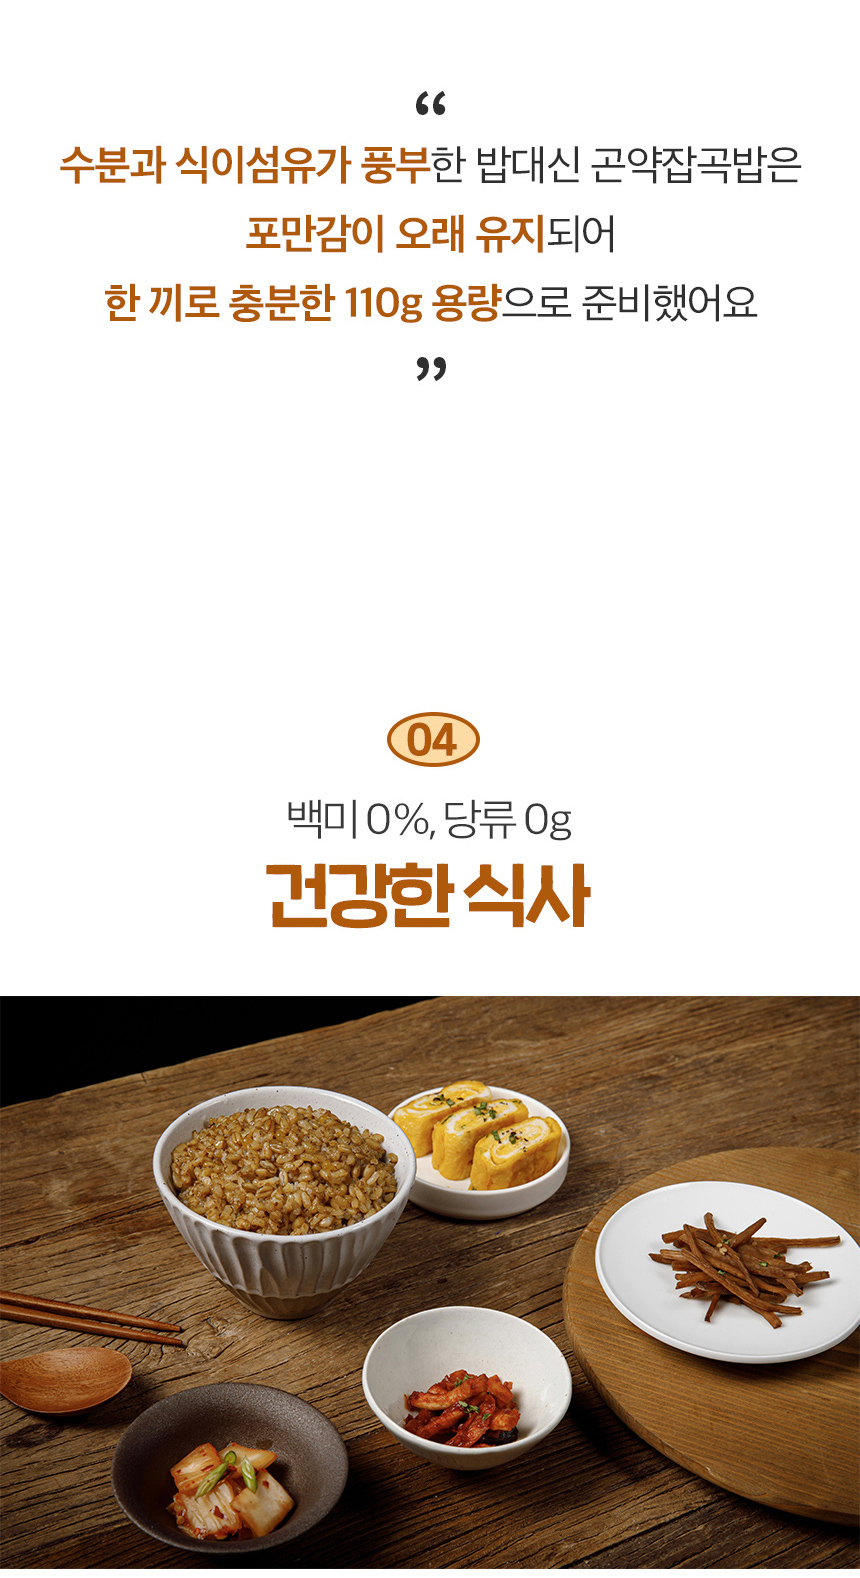 “
수분과 식이섬유가 풍부한 밥대신 곤약잡곡밥은
포만감이 오래 유지되어
한 끼로 충분한 110g 용량으로 준비했어요
”
04
백미 0%, 당류 0g
건강한 식사